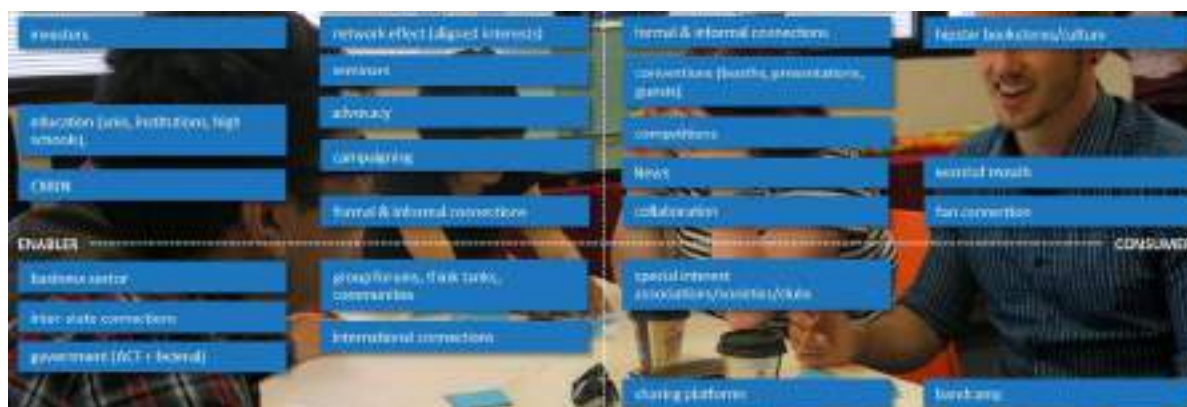 investors
network effect (aligned interests)
formal & informal connections
hipster bookstores/culture
seminars
conventions (booths, presentations,
guests)
education (unis, institutions, high
schools),
advocacy
campaigning
News
word of mouth
formal & informal connections
collaboration
fan connection
ENABLER
CONSUMER
business sector
group forums, think tanks,
communities
special interest
associations/societies/clubs
inter-state connections
international connections
government (ACT + federal)
sharing platforms
bandcamp